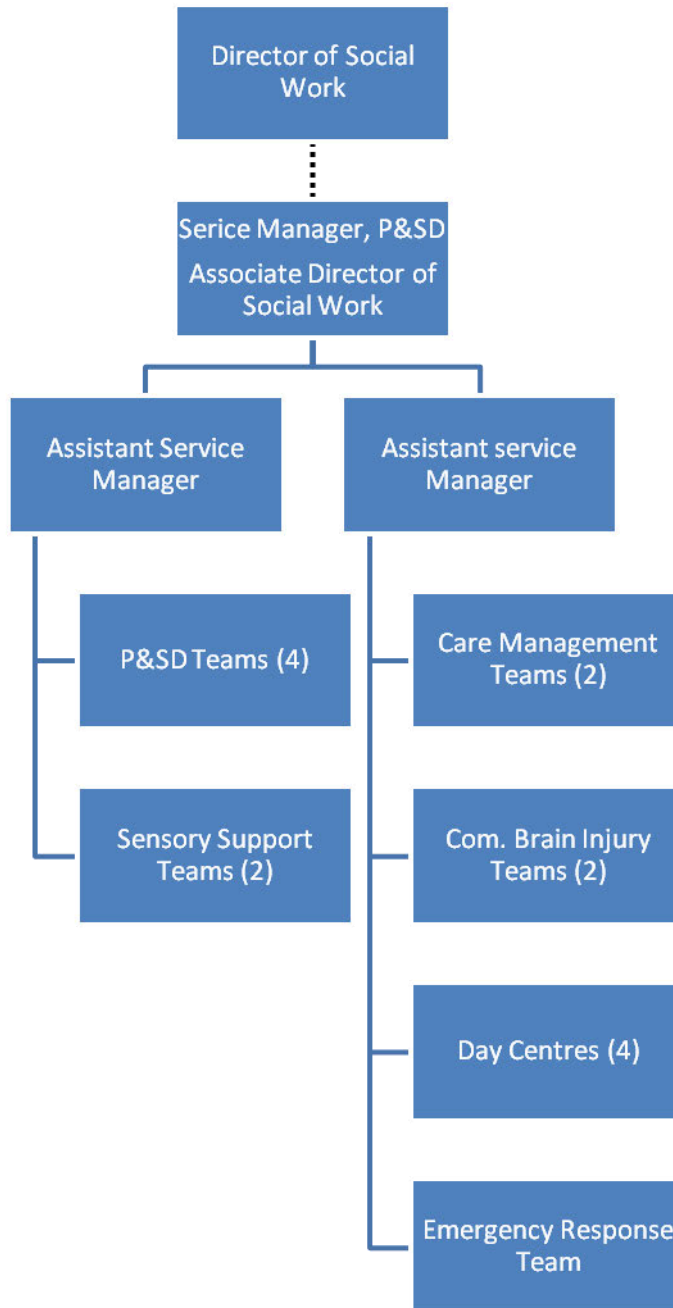 Director of Social
Work
Serice Manager, P&SD
Associate Director of
Social Work
Assistant Service
Manager
Assistant service
Manager
P&SD Teams (4)
Sensory Support
Teams (2)
Care Management
Teams (2)
Com. Brain Injury
Teams (2)
Day Centres (4)
Emergency Response
Team